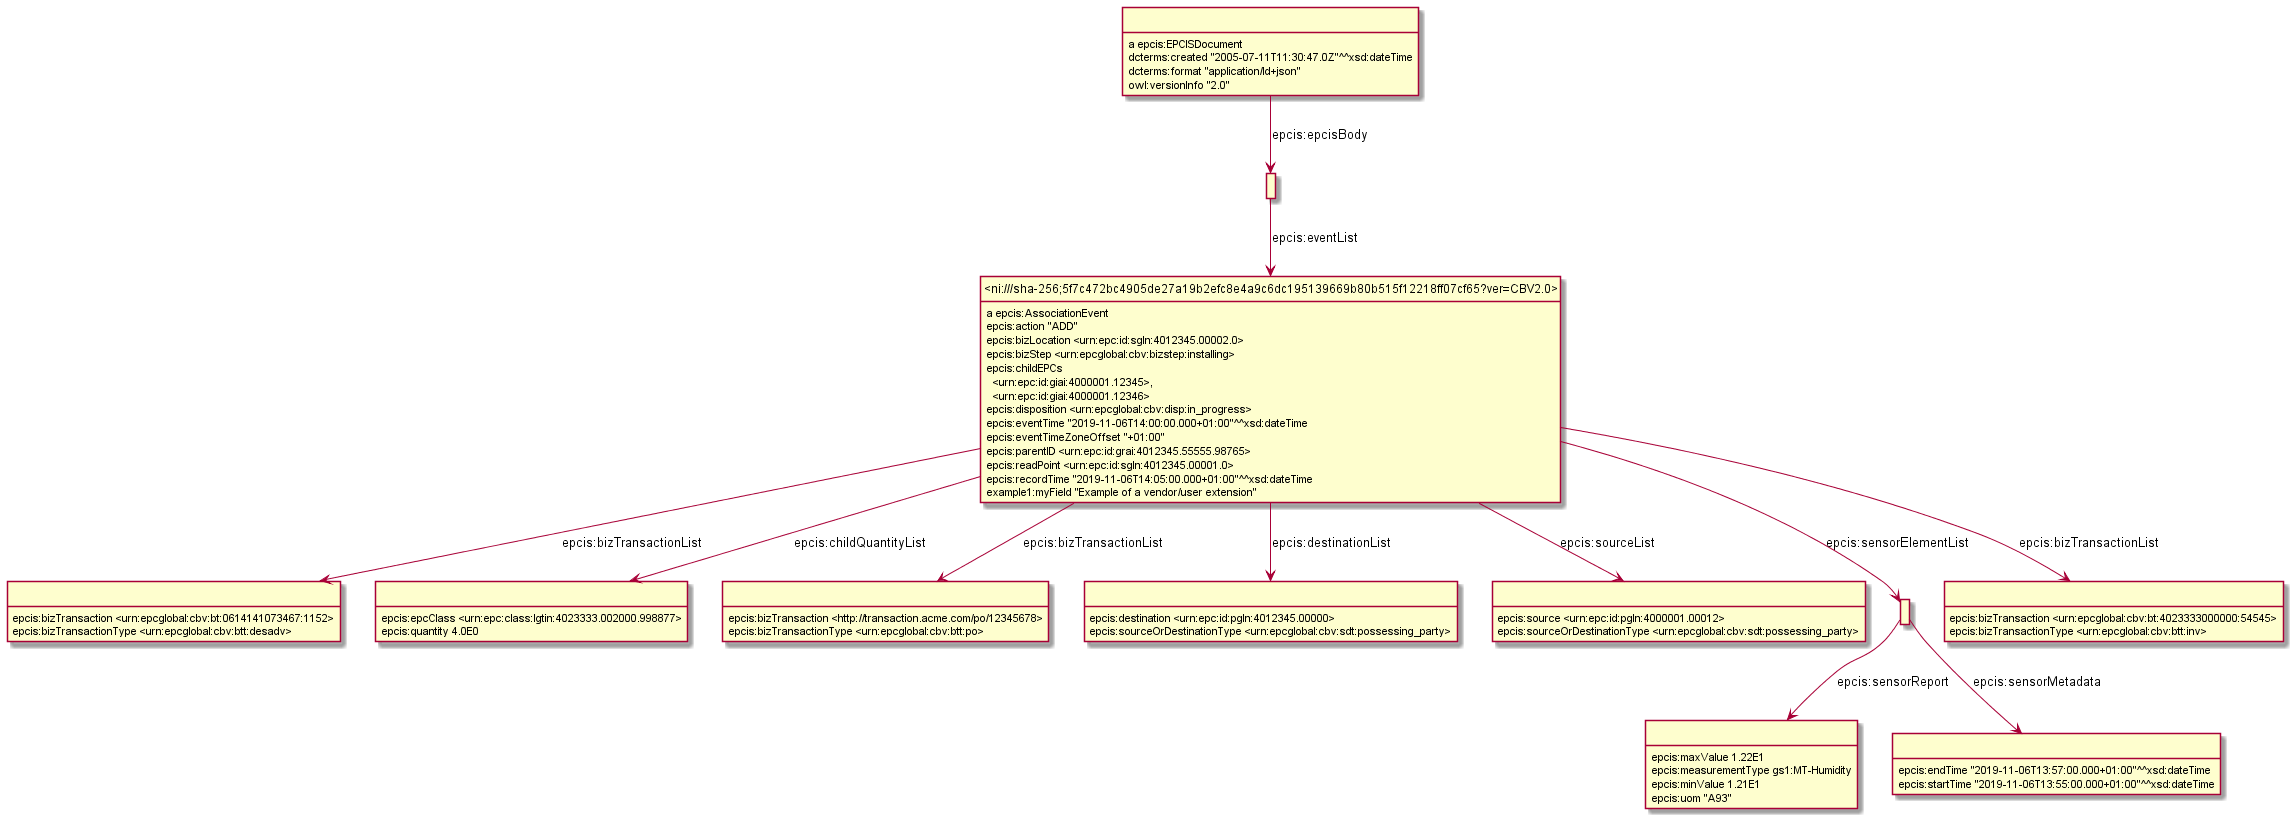 a epcis:EPCISDocument
dcterms:created "2005-07-11T11:30:47.0Z"^^xsd:dateTime
dcterms:format "application/ld+json"
owl:versionInfo "2.0"
epcis:epcisBody
epcis:eventList
<ni:///sha-256;5f7c472bc4905de27a19b2efc8e4a9c6dc195139669b80b515f12218ff07cf65?ver=CBV2.0>
a epcis:AssociationEvent
epcis:action "ADD"
epcis:bizLocation <urn:epc:id:sgln:4012345.00002.0>
epcis:bizStep <urn:epcglobal:cbv:bizstep:installing>
epcis:childEPCs
<urn:epc:id:giai:4000001.12345>,
<urn:epc:id:giai:4000001.12346>
epcis:disposition <urn:epcglobal:cbv:disp:in_progress>
epcis:eventTime "2019-11-06T14:00:00.000+01:00"^^xsd:dateTime
epcis:eventTimeZoneOffset "+01:00"
epcis:parentID <urn:epc:id:grai:4012345.55555.98765>
epcis:readPoint <urn:epc:id:sgln:4012345.00001.0>
epcis:recordTime "2019-11-06T14:05:00.000+01:00"^^xsd:dateTime
example1:myField "Example of a vendor/user extension"
epcis:bizTransactionList
epcis:childQuantityList
epcis:bizTransactionList
epcis:destinationList
epcis:sourceList
epcis:sensorElementList
epcis:bizTransactionList
epcis:bizTransaction <urn:epcglobal:cbv:bt:0614141073467:1152>
epcis:bizTransactionType <urn:epcglobal:cbv:btt:desadv>
epcis:epcClass <urn:epc:class:lgtin:4023333.002000.998877>
epcis:quantity 4.0E0
epcis:bizTransaction <http://transaction.acme.com/po/12345678>
epcis:bizTransactionType <urn:epcglobal:cbv:btt:po>
epcis:destination <urn:epc:id:pgln:4012345.00000>
epcis:sourceOrDestinationType <urn:epcglobal:cbv:sdt:possessing_party>
epcis:source <urn:epc:id:pgln:4000001.00012>
epcis:sourceOrDestinationType <urn:epcglobal:cbv:sdt:possessing_party>
epcis:bizTransaction <urn:epcglobal:cbv:bt:4023333000000:54545>
epcis:bizTransactionType <urn:epcglobal:cbv:btt:inv>
epcis:sensorReport
epcis:sensorMetadata
epcis:maxValue 1.22E1
epcis:measurementType gs1:MT-Humidity
epcis:minValue 1.21E1
epcis:uom "A93"
epcis:endTime "2019-11-06T13:57:00.000+01:00"^^xsd:dateTime
epcis:startTime "2019-11-06T13:55:00.000+01:00"^^xsd:dateTime